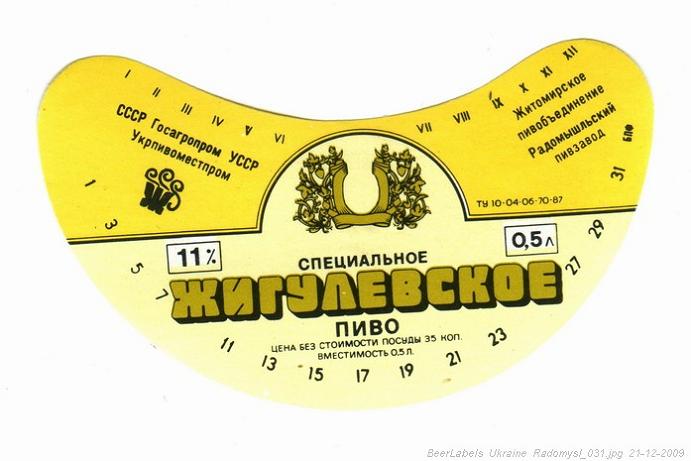 I II III IV V VI VII VIII IX X XI XII
СССР Госагропром УССР
Укрпивоместпром
Житомирское
пивобъединение
Радомышльский
пивзавод
БПФ
ТУ 10-04-06-70-87
11%
0,5л
СПЕЦИАЛЬНОЕ
ЖИГУЛЕВСКОЕ
ПИВО
ЦЕНА БЕЗ СТОИМОСТИ ПОСУДЫ 35 КОП.
ВМЕСТИМОСТЬ 0,5 Л.
1 3 5 7 11 13 15 17 19 21 23 27 29 31
BeerLabels Ukraine Radomysl_031.jpg 21-12-2009